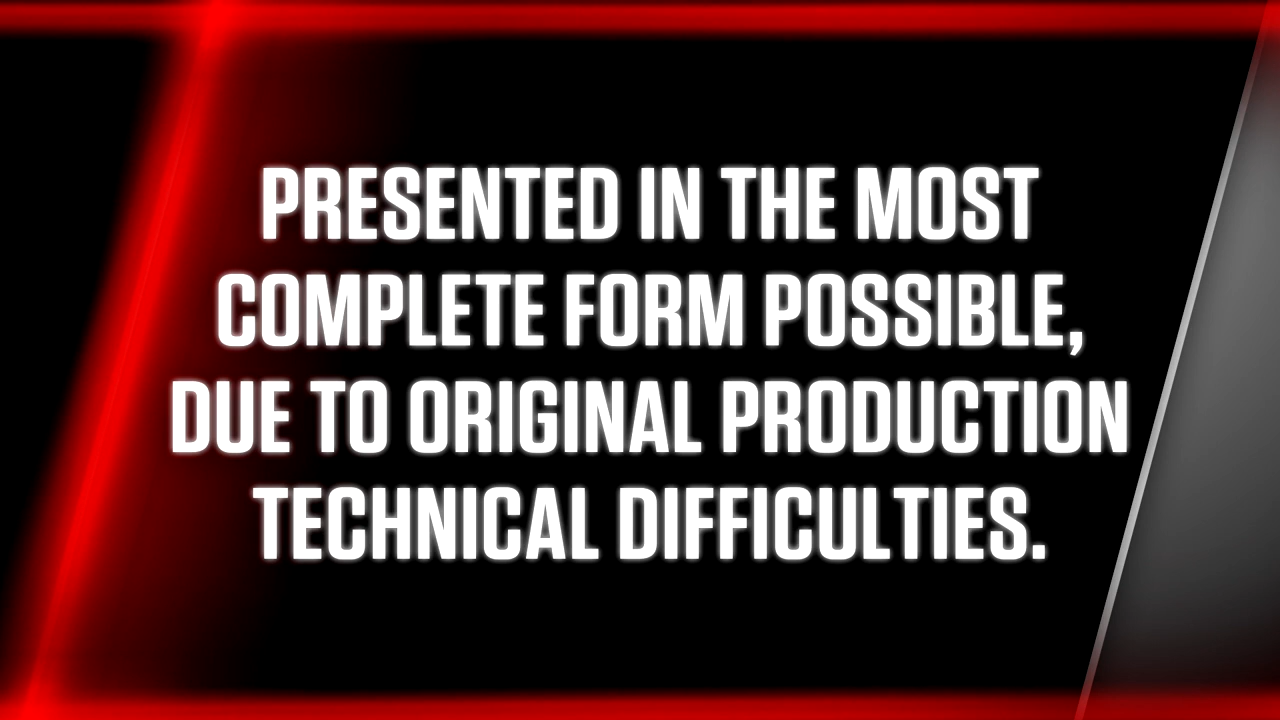 PRESENTED IN THE MOST
COMPLETE FORM POSSIBLE,
DUE TO ORIGINAL PRODUCTION
TECHNICAL DIFFICULTIES.